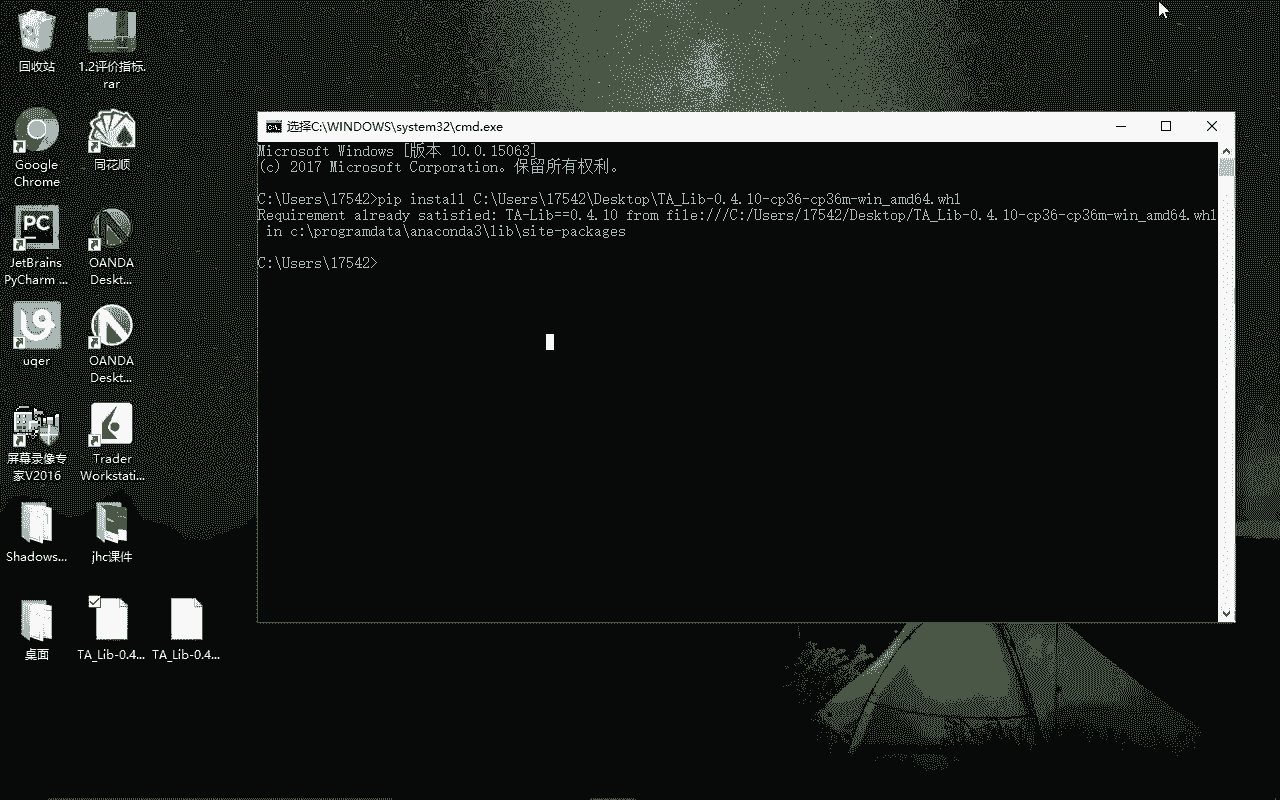 回收站
1.2评价指标.
rar
Google
Chrome
同花顺
PC
JetBrains
PyCharm ...
OANDA
Deskt...
uqer
OANDA
Deskt...
屏幕录像专
家V2016
Trader
Workstati...
Shadows...
jhc课件
桌面
TA_Lib-0.4...
TA_Lib-0.4...
选择C:\WINDOWS\system32\cmd.exe
Microsoft Windows [版本 10.0.15063]
(c) 2017 Microsoft Corporation。保留所有权利。
C:\Users\17542>pip install C:\Users\17542\Desktop\TA_Lib-0.4.10-cp36-cp36m-win_amd64.whl
Requirement already satisfied: TA-Lib==0.4.10 from file:///C:/Users/17542/Desktop/TA_Lib-0.4.10-cp36-cp36m-win_amd64.whl
in c:\programdata\anaconda3\lib\site-packages
C:\Users\17542>